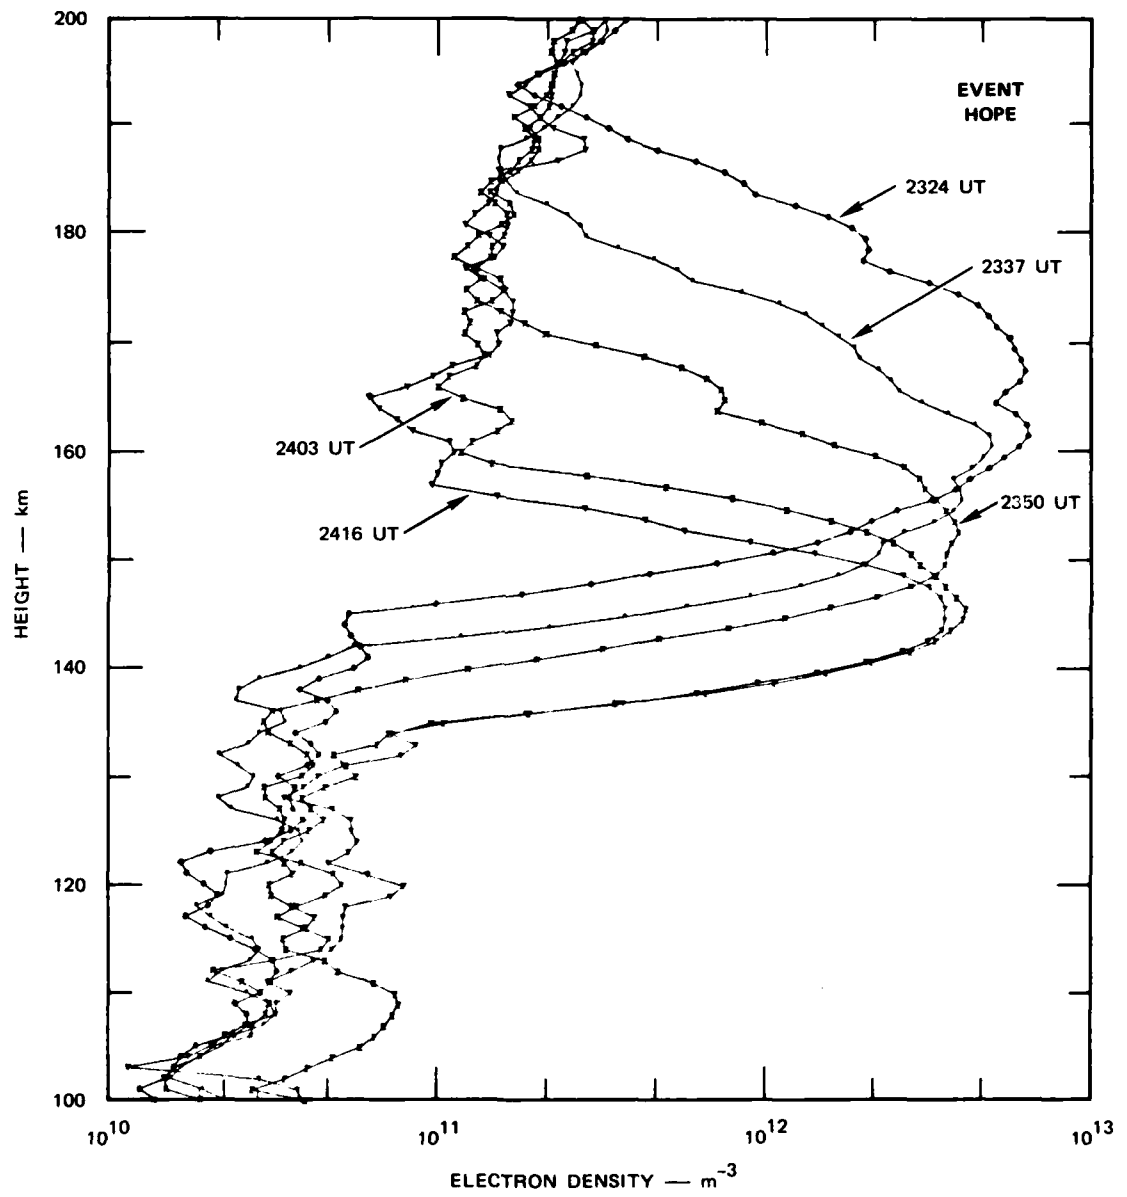 200
EVENT
HOPE
2324 UT
180
2337 UT
160
2403 UT
2350 UT
2416 UT
HEIGHT — km
140
120
100
10^10
10^11
10^12
10^13
ELECTRON DENSITY — m^-3